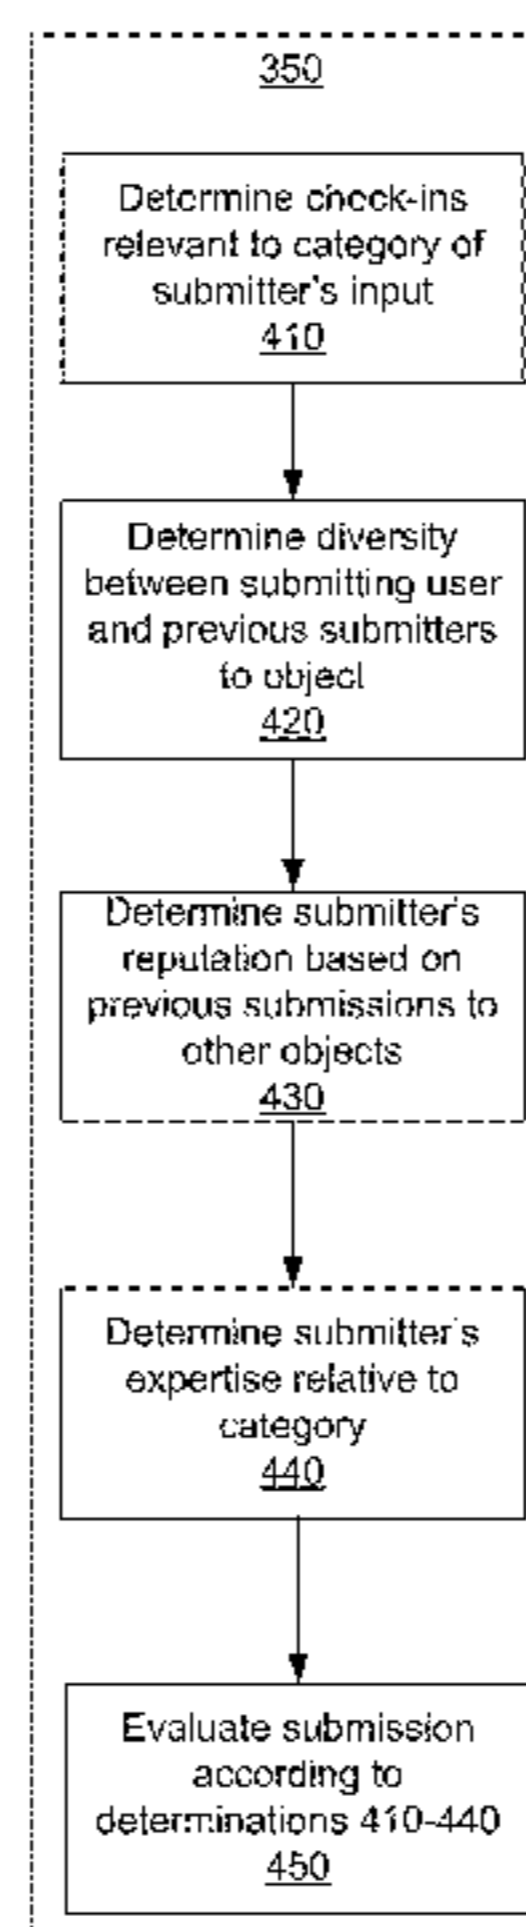 350
Determine check-ins
relevant to category of
submitter's input
410
Determine diversity
between submitting user
and previous submitters
to object
420
Determine submitter's
reputation based on
previous submissions to
other objects
430
Determine submitter's
expertise relative to
category
440
Evaluate submission
according to
determinations 410-440
450